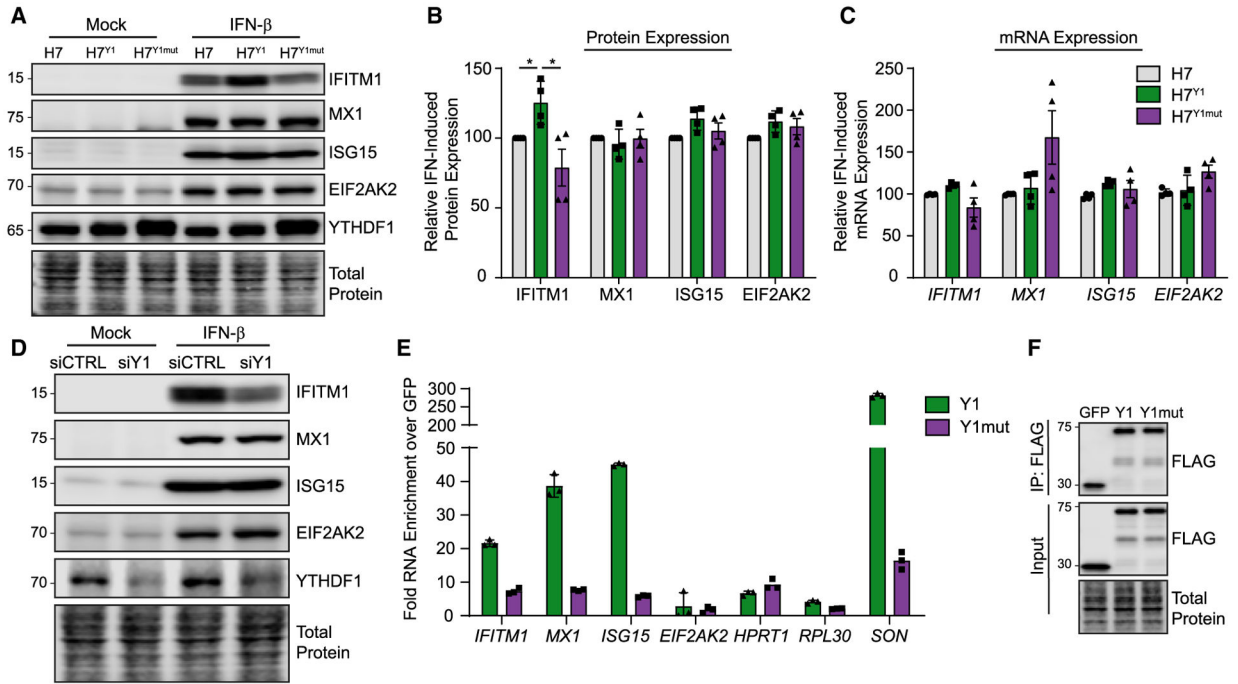 A
Mock
IFN-β
H7 H7Y1 H7Y1mut H7 H7Y1 H7Y1mut
15 IFITM1
75 MX1
15 ISG15
70 EIF2AK2
65 YTHDF1
Total
Protein
B
Protein Expression
Relative IFN-Induced
Protein Expression
150
100
50
0
* *
IFITM1 MX1 ISG15 EIF2AK2
C
mRNA Expression
Relative IFN-Induced
mRNA Expression
250
200
150
100
50
0
H7
H7Y1
H7Y1mut
IFITM1 MX1 ISG15 EIF2AK2
D
Mock IFN-β
siCTRL siY1 siCTRL siY1
15 IFITM1
75 MX1
15 ISG15
70 EIF2AK2
70 YTHDF1
Total
Protein
E
Fold RNA Enrichment over GFP
300
250
200
50
40
30
20
10
0
Y1
Y1mut
IFITM1 MX1 ISG15 EIF2AK2 HPRT1 RPL30 SON
F
GFP Y1 Y1mut
IP: FLAG
75
30
FLAG
Input
75
30
FLAG
Total
Protein